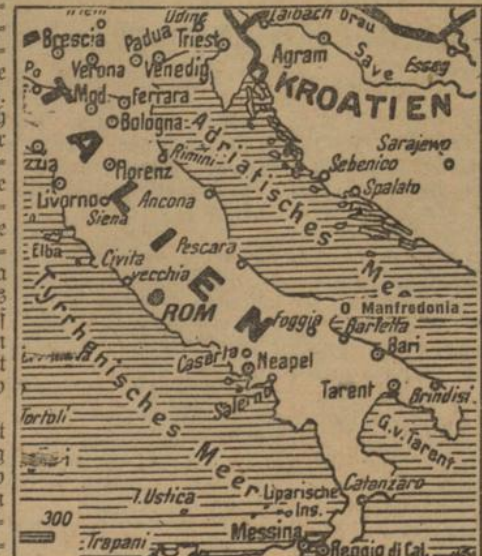 Udine
Laibach Drau
Brescia
Padua Triest
Agram
Save
Esseg
Po
Verona Venedig
KROATIEN
Mod. Ferrara
Bologna
Adriatisches Meer
Sarajewo
Rimini
Florenz
Sebenico
Spalato
Livorno
Siena
Ancona
ITALIEN
Elba
Civita
vecchia
Pescara
ROM
Foggia
Manfredonia
Barletta
Bari
Caserta
Neapel
Salerno
Tarent
Brindisi
Tyrrhenisches Meer
Tortoli
G.v.Tarent
I.Ustica
Liparische
Ins.
Catanzaro
300
Trapani
Messina
Reggio di Cal.